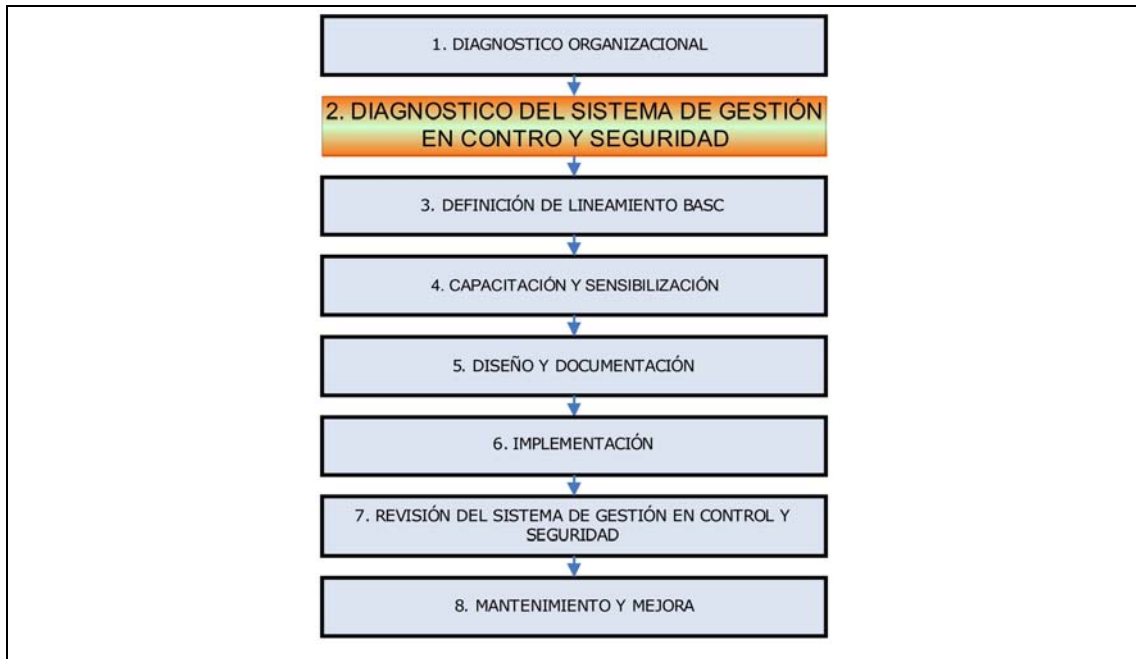 1. DIAGNOSTICO ORGANIZACIONAL
2. DIAGNOSTICO DEL SISTEMA DE GESTIÓN
EN CONTRO Y SEGURIDAD
3. DEFINICIÓN DE LINEAMIENTO BASC
4. CAPACITACIÓN Y SENSIBILIZACIÓN
5. DISEÑO Y DOCUMENTACIÓN
6. IMPLEMENTACIÓN
7. REVISIÓN DEL SISTEMA DE GESTIÓN EN CONTROL Y
SEGURIDAD
8. MANTENIMIENTO Y MEJORA